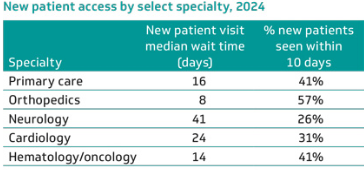 New patient access by select specialty, 2024
Specialty New patient visit median wait time (days) % new patients seen within 10 days
Primary care 16 41%
Orthopedics 8 57%
Neurology 41 26%
Cardiology 24 31%
Hematology/oncology 14 41%